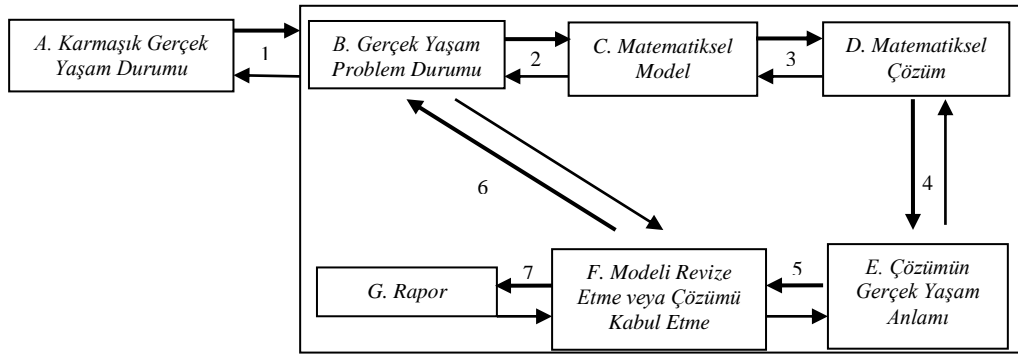 A. Karmaşık Gerçek
Yaşam Durumu
1
B. Gerçek Yaşam
Problem Durumu
2
C. Matematiksel
Model
3
D. Matematiksel
Çözüm
4
6
G. Rapor
7
F. Modeli Revize
Etme veya Çözümü
Kabul Etme
5
E. Çözümün
Gerçek Yaşam
Anlamı